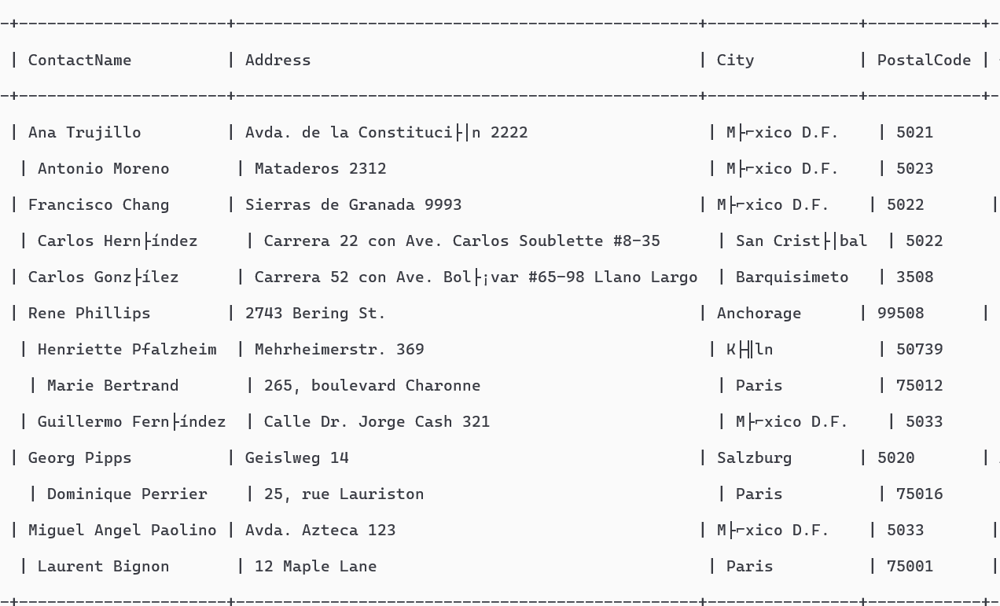 -+----------------------+-------------------------------------------------+----------------+------------+-
| ContactName | Address | City | PostalCode |
-+----------------------+-------------------------------------------------+----------------+------------+-
| Ana Trujillo | Avda. de la Constituci├│n 2222 | M├⌐xico D.F. | 5021
| Antonio Moreno | Mataderos 2312 | M├⌐xico D.F. | 5023
| Francisco Chang | Sierras de Granada 9993 | M├⌐xico D.F. | 5022 |
| Carlos Hern├índez | Carrera 22 con Ave. Carlos Soublette #8-35 | San Crist├│bal | 5022
| Carlos Gonz├ílez | Carrera 52 con Ave. Bol├¡var #65-98 Llano Largo | Barquisimeto | 3508
| Rene Phillips | 2743 Bering St. | Anchorage | 99508 |
| Henriette Pfalzheim | Mehrheimerstr. 369 | K├╢ln | 50739
| Marie Bertrand | 265, boulevard Charonne | Paris | 75012
| Guillermo Fern├índez | Calle Dr. Jorge Cash 321 | M├⌐xico D.F. | 5033
| Georg Pipps | Geislweg 14 | Salzburg | 5020 |
| Dominique Perrier | 25, rue Lauriston | Paris | 75016
| Miguel Angel Paolino | Avda. Azteca 123 | M├⌐xico D.F. | 5033 |
| Laurent Bignon | 12 Maple Lane | Paris | 75001 |
-+----------------------+-------------------------------------------------+----------------+------------+-